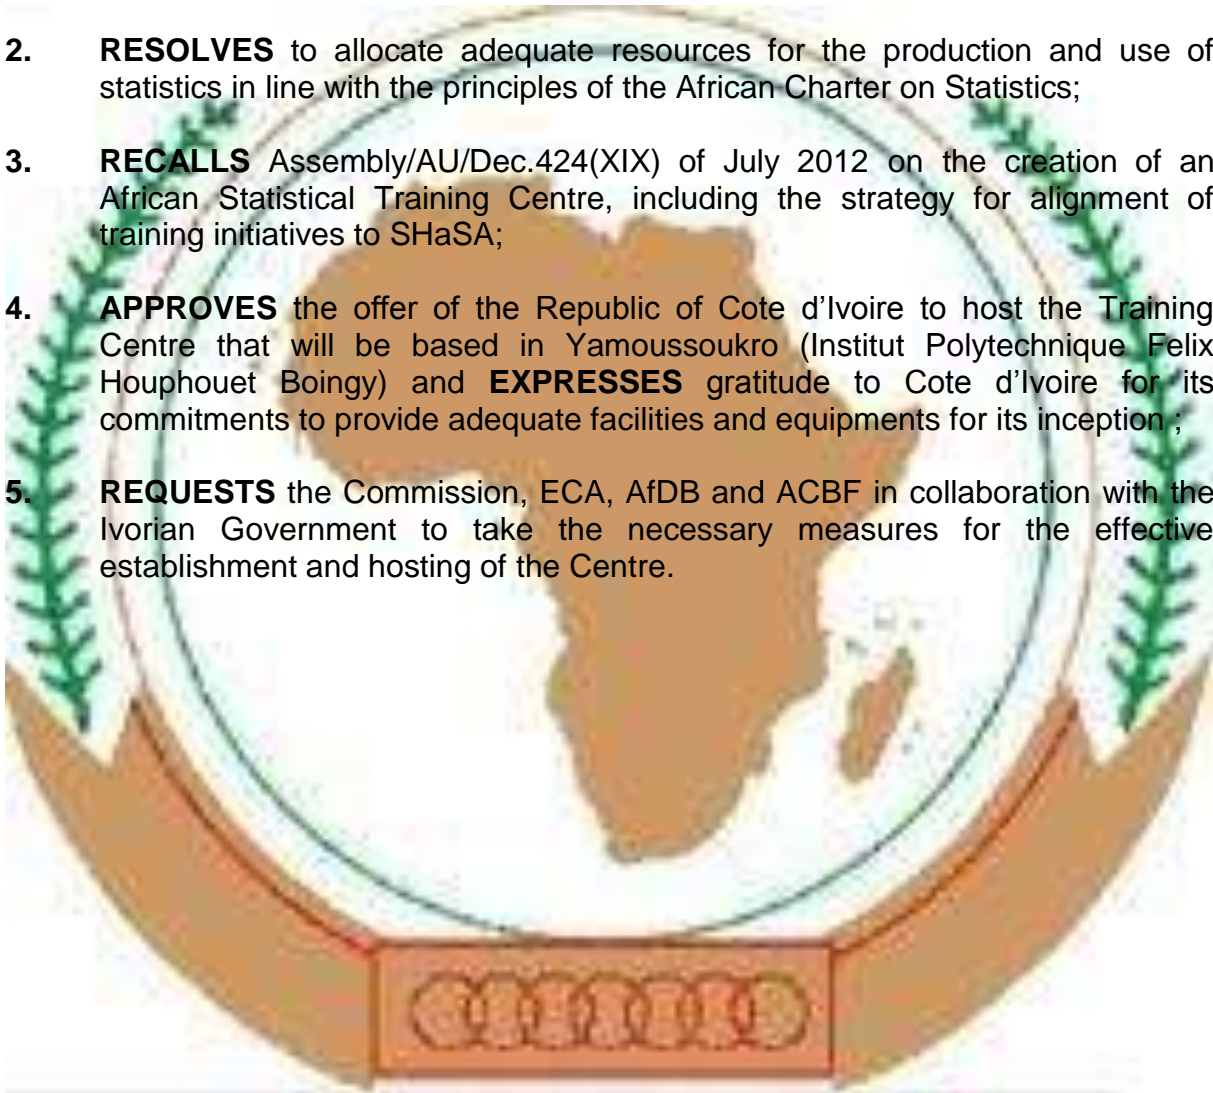 2. RESOLVES to allocate adequate resources for the production and use of
statistics in line with the principles of the African Charter on Statistics;
3. RECALLS Assembly/AU/Dec.424(XIX) of July 2012 on the creation of an
African Statistical Training Centre, including the strategy for alignment of
training initiatives to SHaSA;
4. APPROVES the offer of the Republic of Cote d’Ivoire to host the Training
Centre that will be based in Yamoussoukro (Institut Polytechnique Felix
Houphouet Boingy) and EXPRESSES gratitude to Cote d’Ivoire for its
commitments to provide adequate facilities and equipments for its inception ;
5. REQUESTS the Commission, ECA, AfDB and ACBF in collaboration with the
Ivorian Government to take the necessary measures for the effective
establishment and hosting of the Centre.